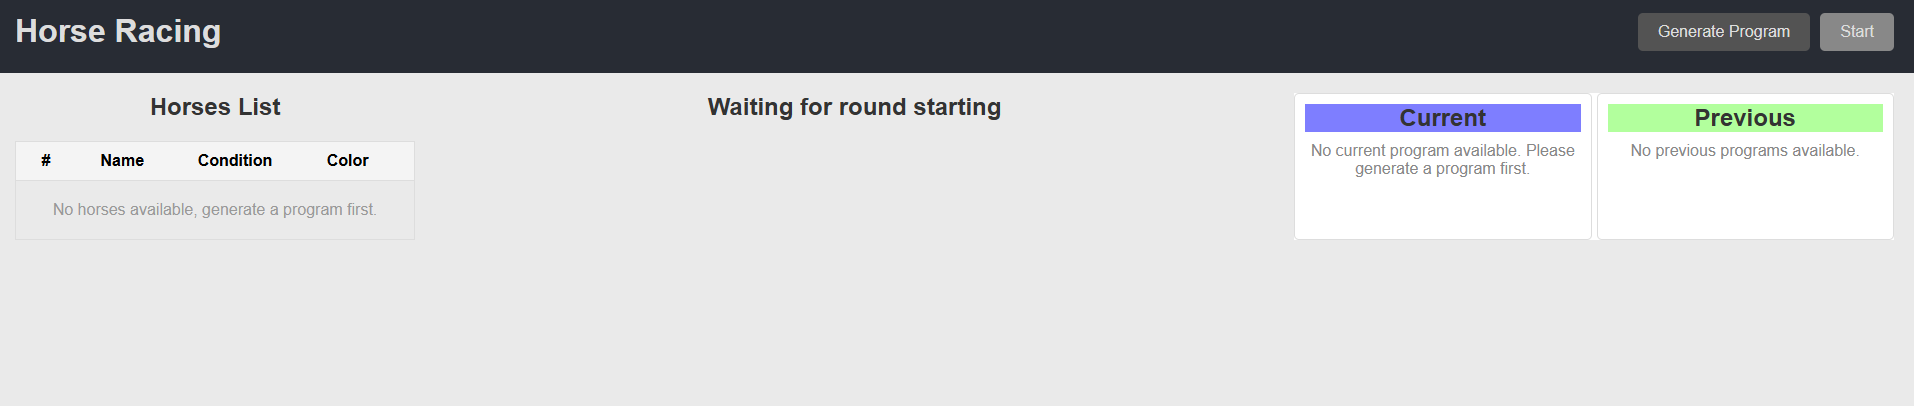 Horse Racing
Generate Program
Start
Horses List
# Name Condition Color
No horses available, generate a program first.
Waiting for round starting
Current
No current program available. Please
generate a program first.
Previous
No previous programs available.